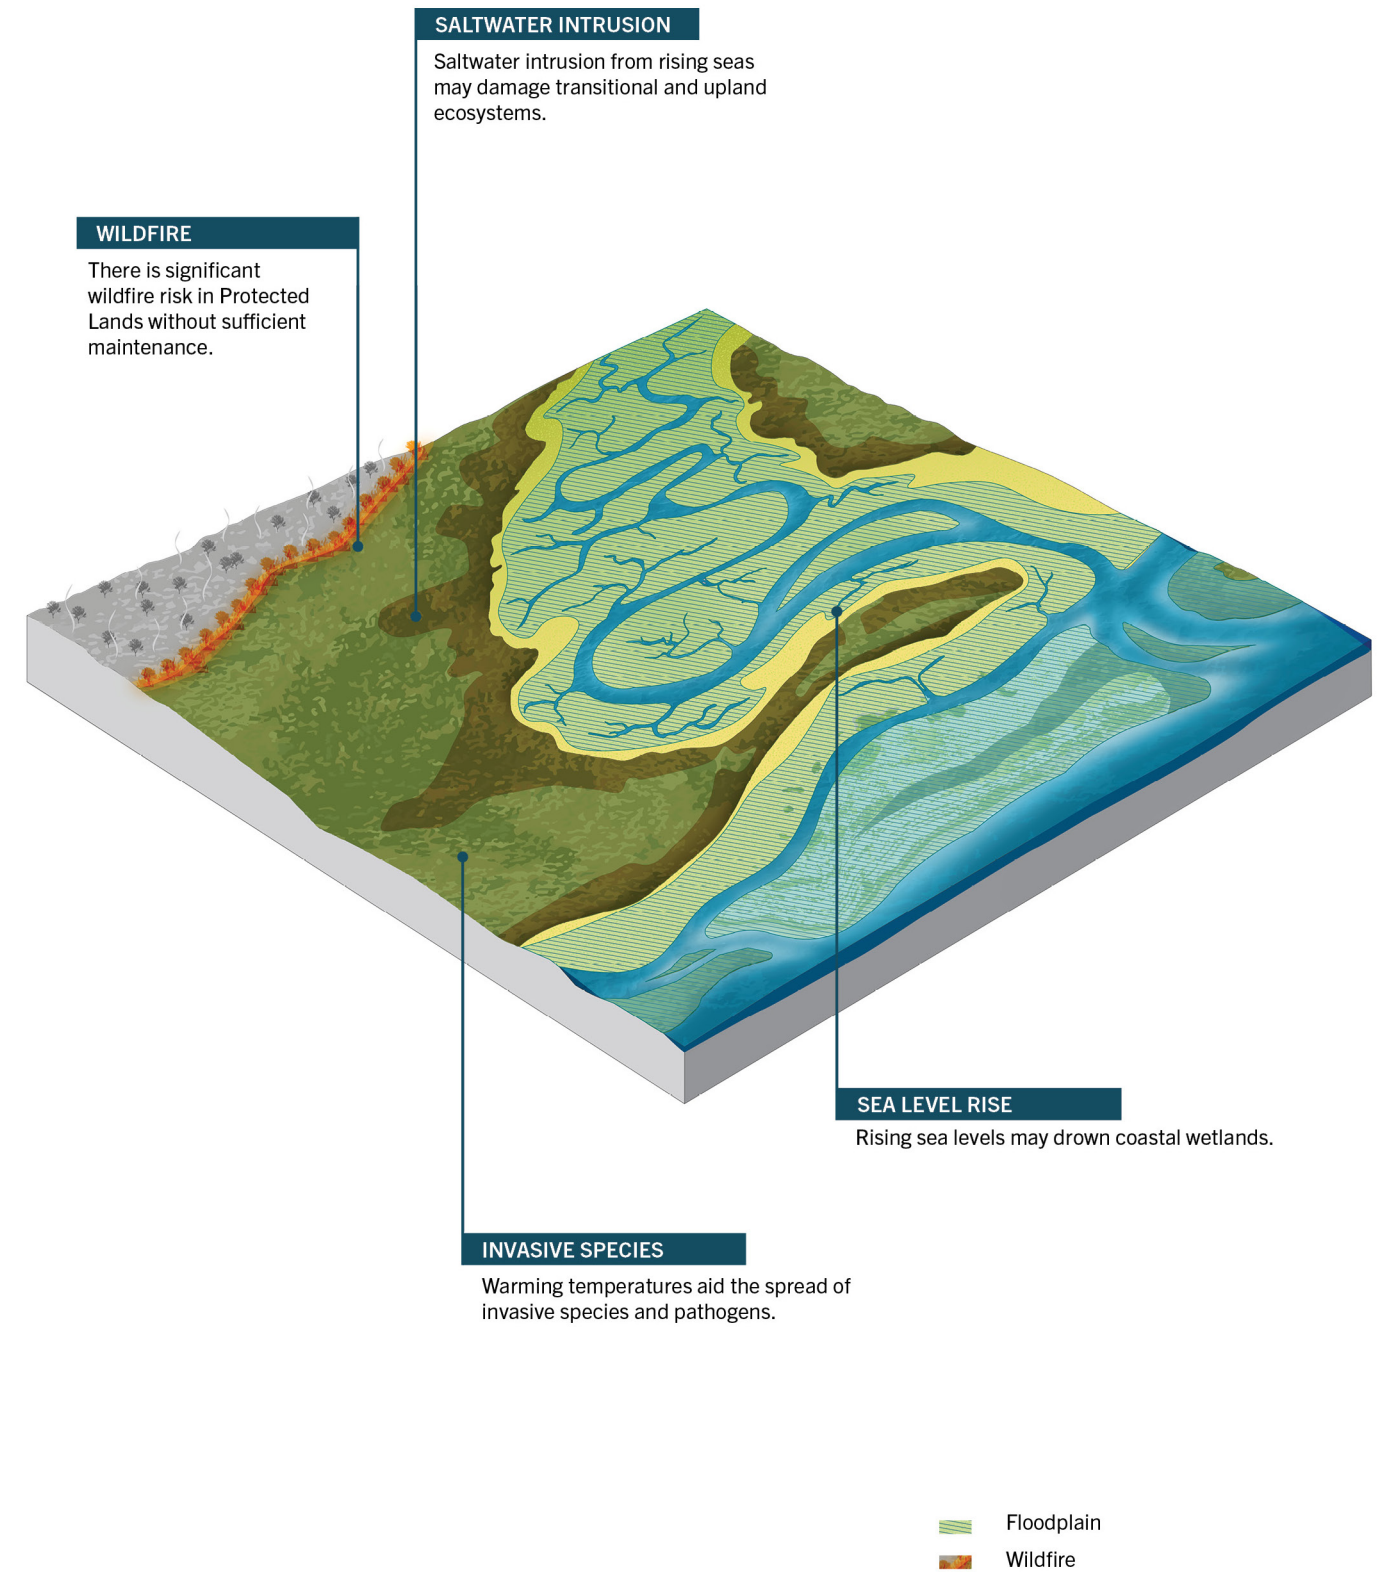 SALTWATER INTRUSION
Saltwater intrusion from rising seas
may damage transitional and upland
ecosystems.
WILDFIRE
There is significant
wildfire risk in Protected
Lands without sufficient
maintenance.
SEA LEVEL RISE
Rising sea levels may drown coastal wetlands.
INVASIVE SPECIES
Warming temperatures aid the spread of
invasive species and pathogens.
Floodplain
Wildfire